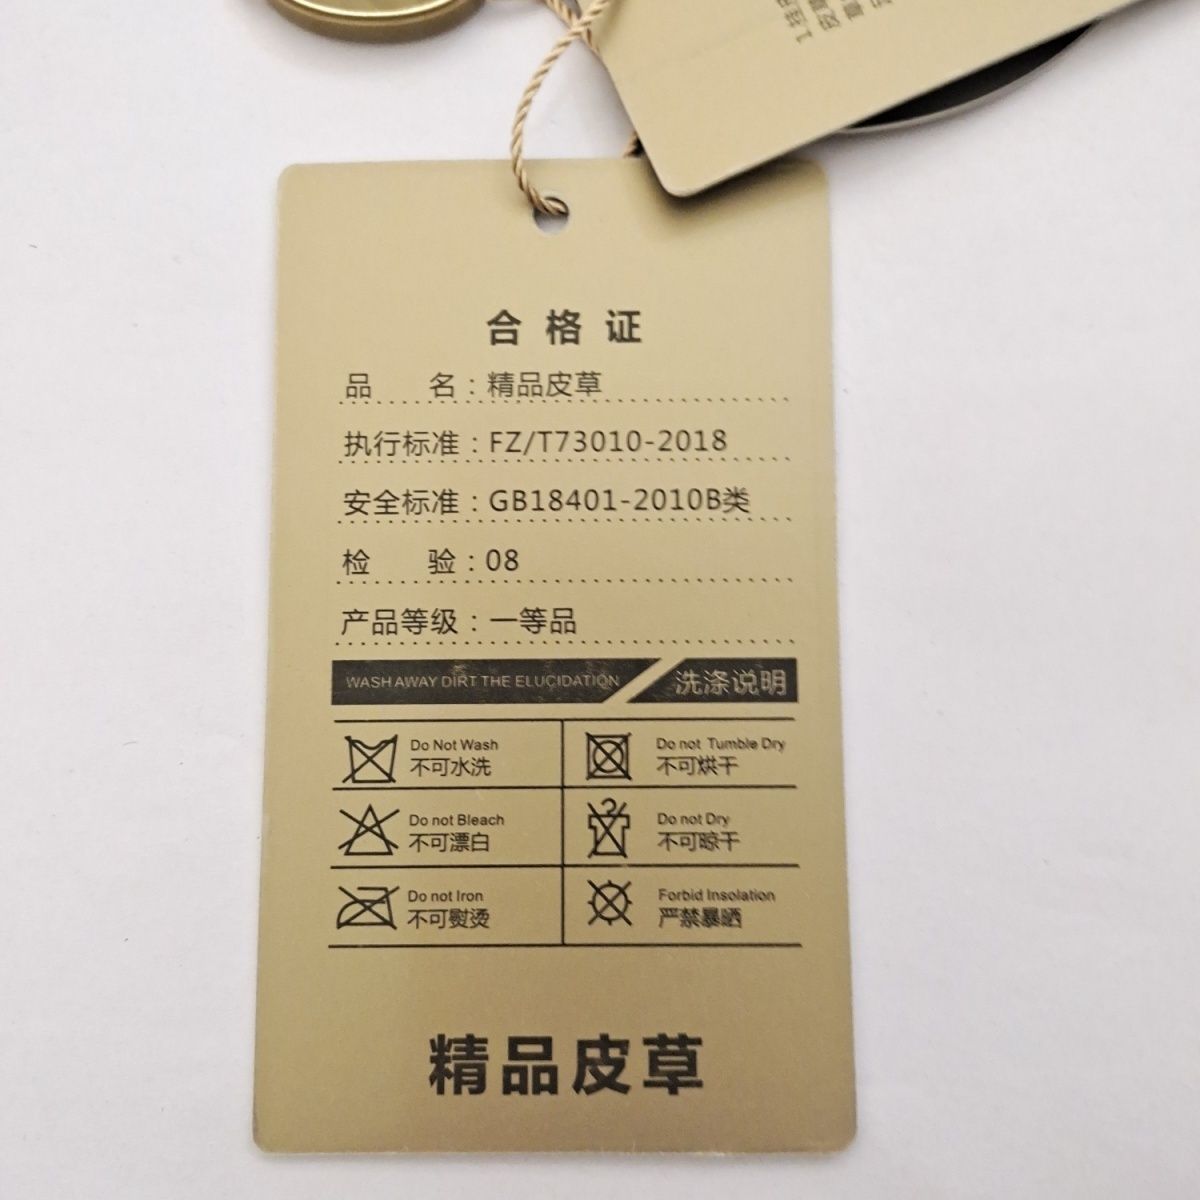 合格证
品 名：精品皮草
执行标准：FZ/T73010-2018
安全标准：GB18401-2010B类
检 验：08
产品等级：一等品
WASH AWAY DIRT THE ELUCIDATION 洗涤说明
Do Not Wash
不可水洗
Do not Tumble Dry
不可烘干
Do not Bleach
不可漂白
Do not Dry
不可晾干
Do not Iron
不可熨烫
Forbid Insolation
严禁暴晒
精品皮草